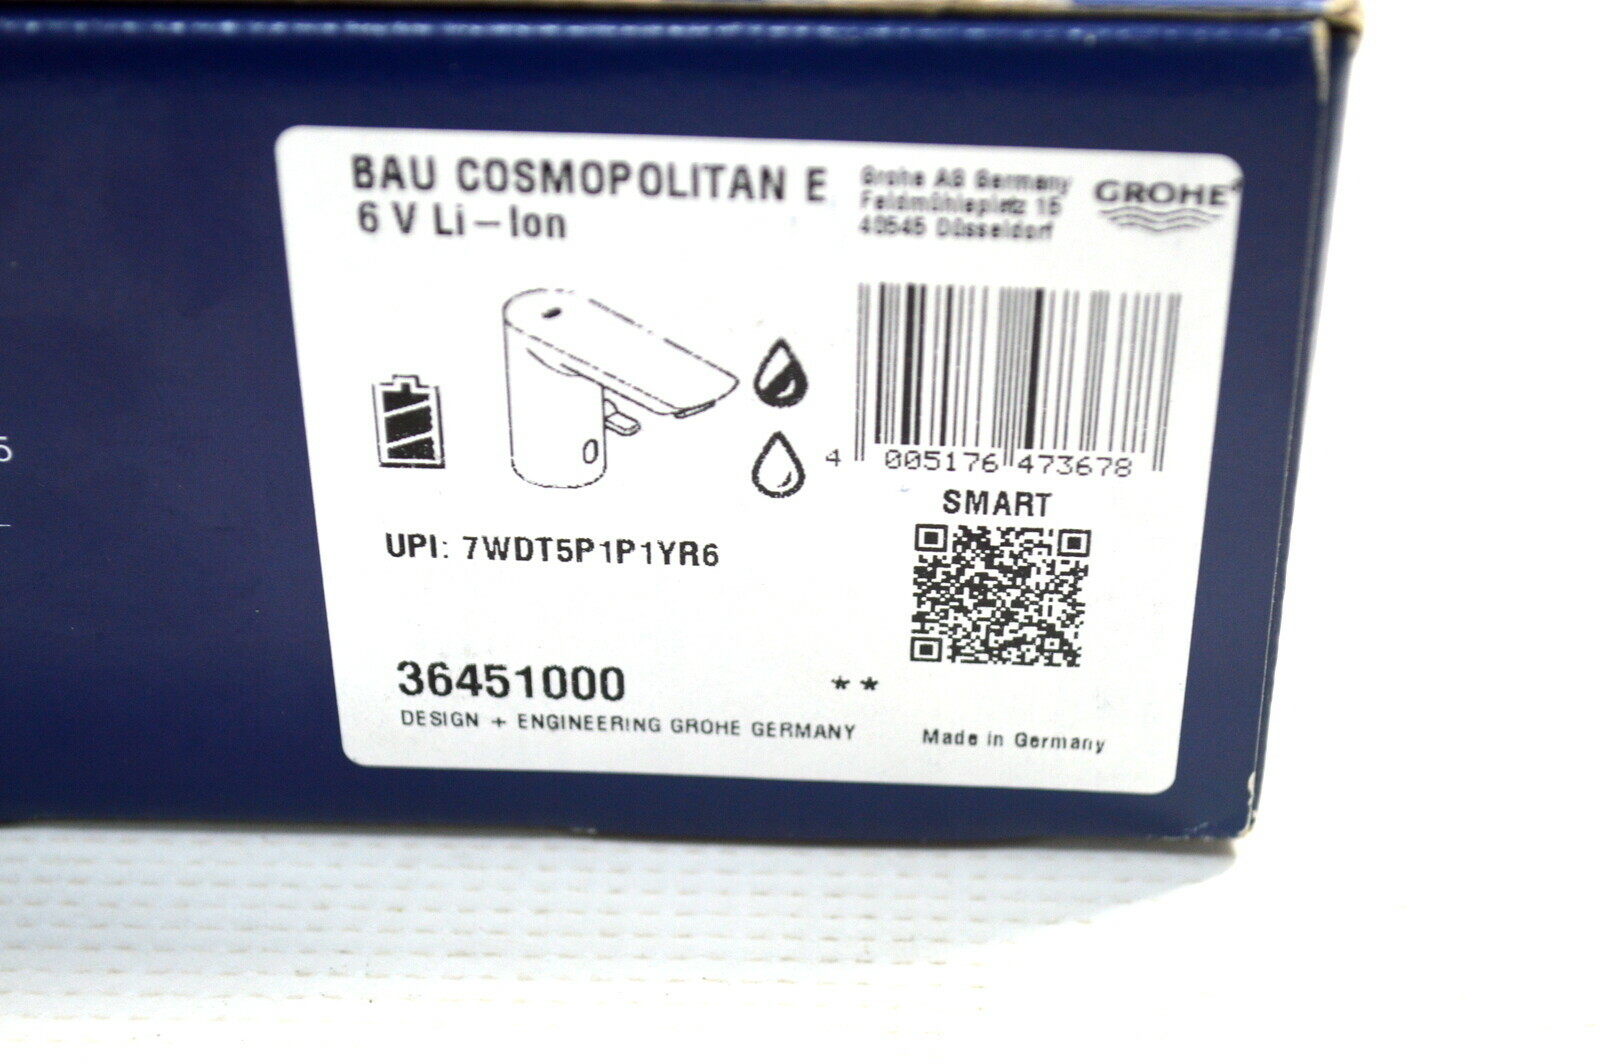 BAU COSMOPOLITAN E
6 V Li-Ion
Grohe AG Germany
Feldmühleplatz 15
40545 Düsseldorf
GROHE
4 005176 473678
SMART
UPI: 7WDT5P1P1YR6
36451000
**
DESIGN + ENGINEERING GROHE GERMANY
Made in Germany
5